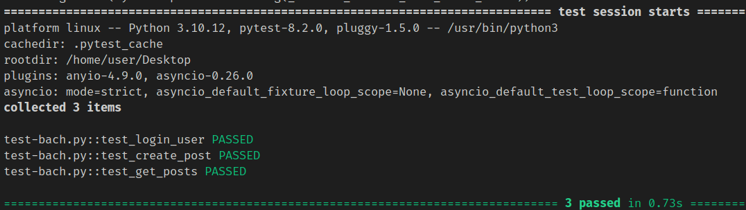 ============================================================================== test session starts =======
platform linux -- Python 3.10.12, pytest-8.2.0, pluggy-1.5.0 -- /usr/bin/python3
cachedir: .pytest_cache
rootdir: /home/user/Desktop
plugins: anyio-4.9.0, asyncio-0.26.0
asyncio: mode=strict, asyncio_default_fixture_loop_scope=None, asyncio_default_test_loop_scope=function
collected 3 items
test-bach.py::test_login_user PASSED
test-bach.py::test_create_post PASSED
test-bach.py::test_get_posts PASSED
=============================================================================== 3 passed in 0.73s ========